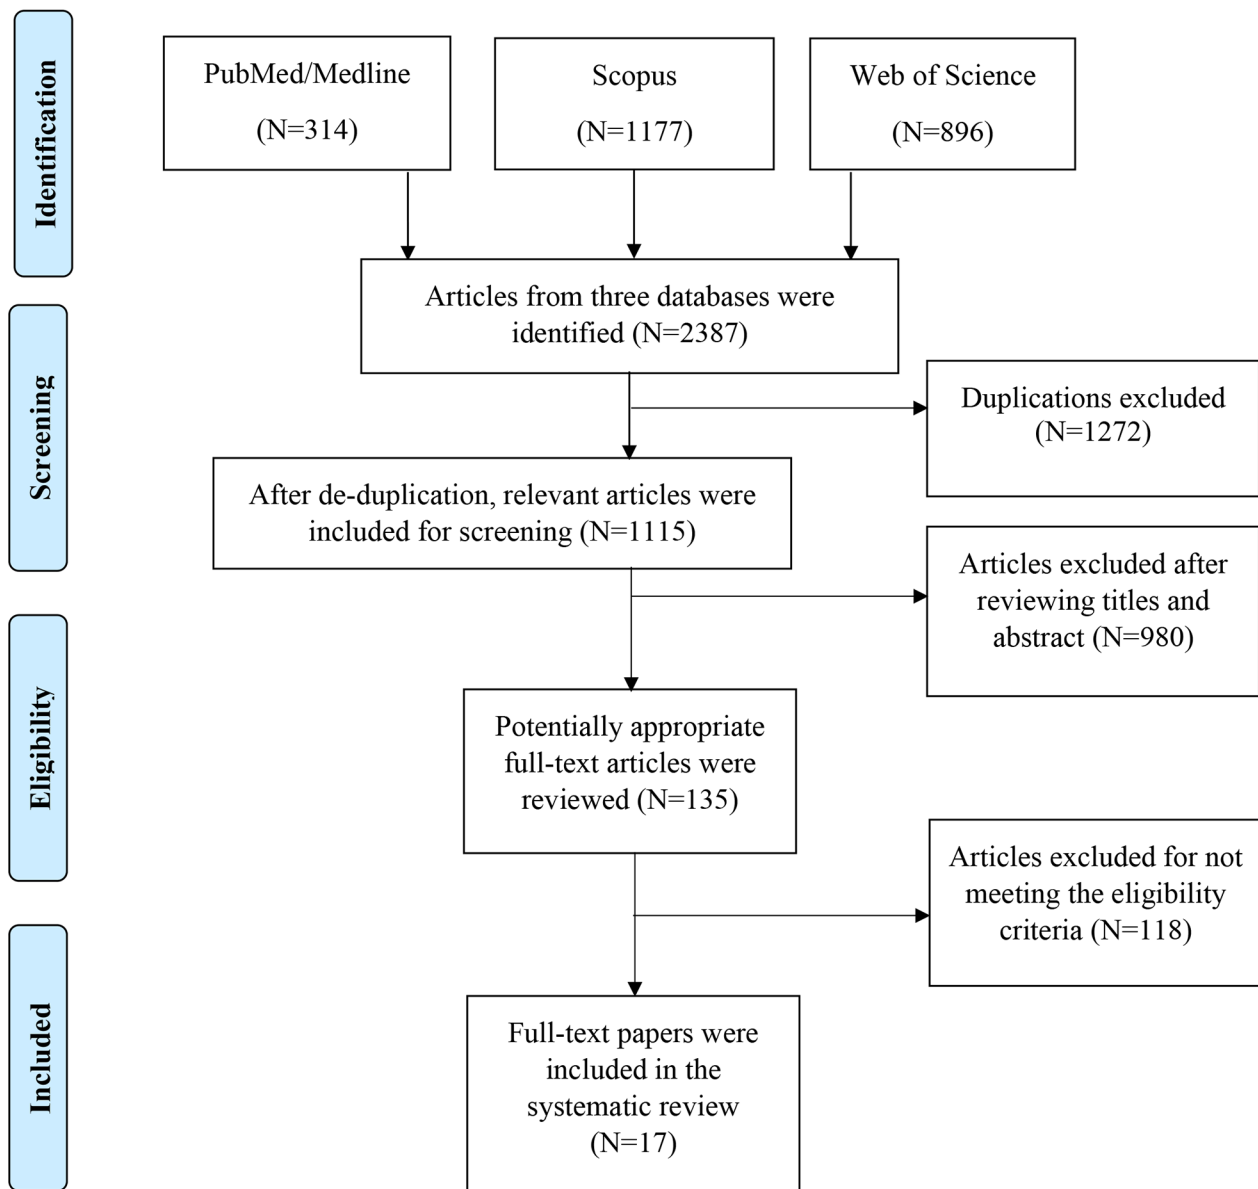 Identification
PubMed/Medline
(N=314)
Scopus
(N=1177)
Web of Science
(N=896)
Articles from three databases were
identified (N=2387)
Screening
Duplications excluded
(N=1272)
After de-duplication, relevant articles were
included for screening (N=1115)
Articles excluded after
reviewing titles and
abstract (N=980)
Eligibility
Potentially appropriate
full-text articles were
reviewed (N=135)
Articles excluded for not
meeting the eligibility
criteria (N=118)
Included
Full-text papers were
included in the
systematic review
(N=17)